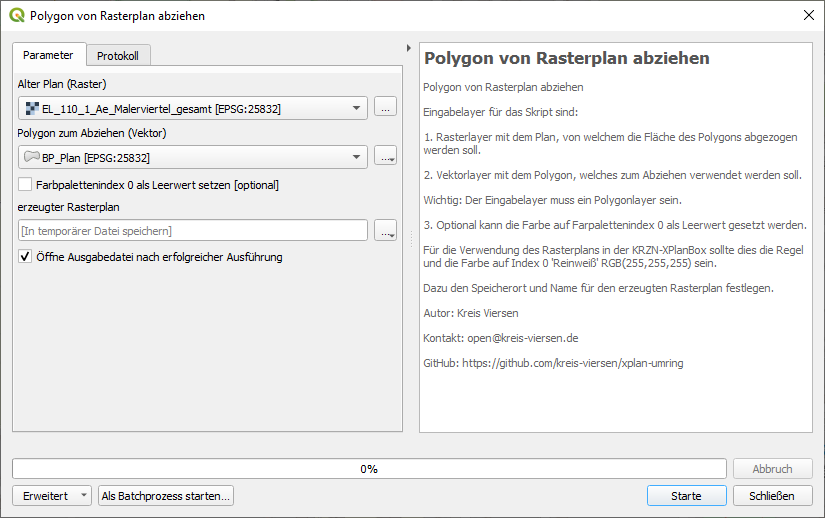 Polygon von Rasterplan abziehen
Parameter
Protokoll
Alter Plan (Raster)
EL_110_1_Ae_Malerviertel_gesamt [EPSG:25832]
...
Polygon zum Abziehen (Vektor)
BP_Plan [EPSG:25832]
...
Farbpalettenindex 0 als Leerwert setzen [optional]
erzeugter Rasterplan
[In temporärer Datei speichern]
...
Öffne Ausgabedatei nach erfolgreicher Ausführung
Polygon von Rasterplan abziehen
Polygon von Rasterplan abziehen
Eingabelayer für das Skript sind:
1. Rasterlayer mit dem Plan, von welchem die Fläche des Polygons abgezogen
werden soll.
2. Vektorlayer mit dem Polygon, welches zum Abziehen verwendet werden soll.
Wichtig: Der Eingabelayer muss ein Polygonlayer sein.
3. Optional kann die Farbe auf Farpalettenindex 0 als Leerwert gesetzt werden.
Für die Verwendung des Rasterplans in der KRZN-XPlanBox sollte dies die Regel
und die Farbe auf Index 0 'Reinweiß' RGB(255,255,255) sein.
Dazu den Speicherort und Name für den erzeugten Rasterplan festlegen.
Autor: Kreis Viersen
Kontakt: open@kreis-viersen.de
GitHub: https://github.com/kreis-viersen/xplan-umring
0%
Abbruch
Erweitert
Als Batchprozess starten...
Starte
Schließen